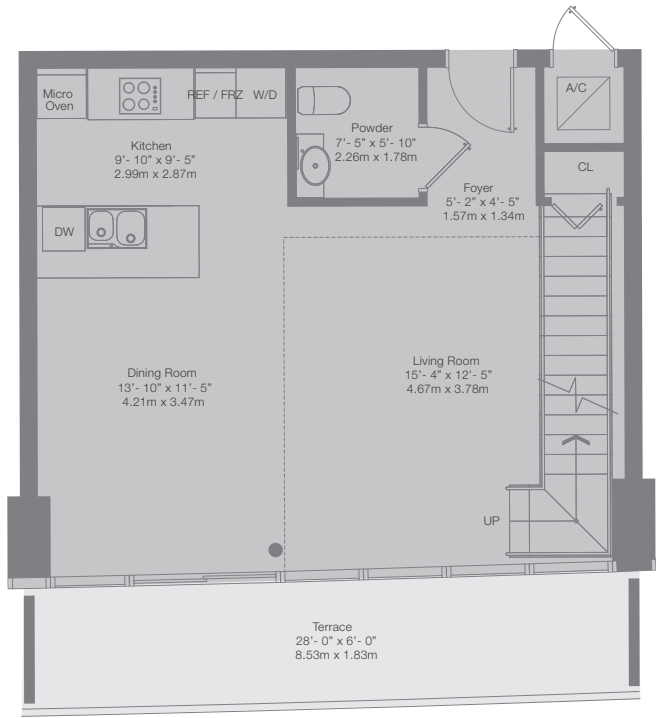 Micro
Oven
REF / FRZ
W/D
A/C
Powder
7'- 5" x 5'- 10"
2.26m x 1.78m
Kitchen
9'- 10" x 9'- 5"
2.99m x 2.87m
CL
Foyer
5'- 2" x 4'- 5"
1.57m x 1.34m
DW
Living Room
15'- 4" x 12'- 5"
4.67m x 3.78m
Dining Room
13'- 10" x 11'- 5"
4.21m x 3.47m
UP
Terrace
28'- 0" x 6'- 0"
8.53m x 1.83m